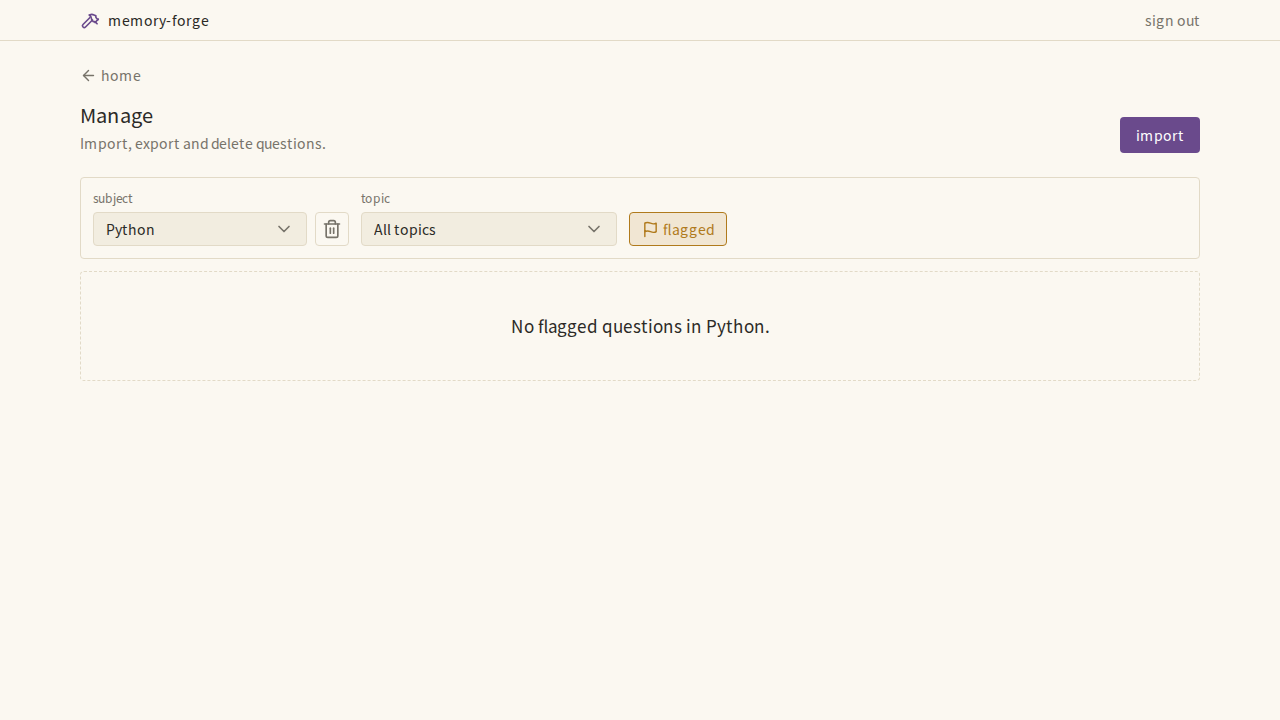 memory-forge
sign out
home
Manage
Import, export and delete questions.
import
subject
topic
Python
All topics
flagged
No flagged questions in Python.